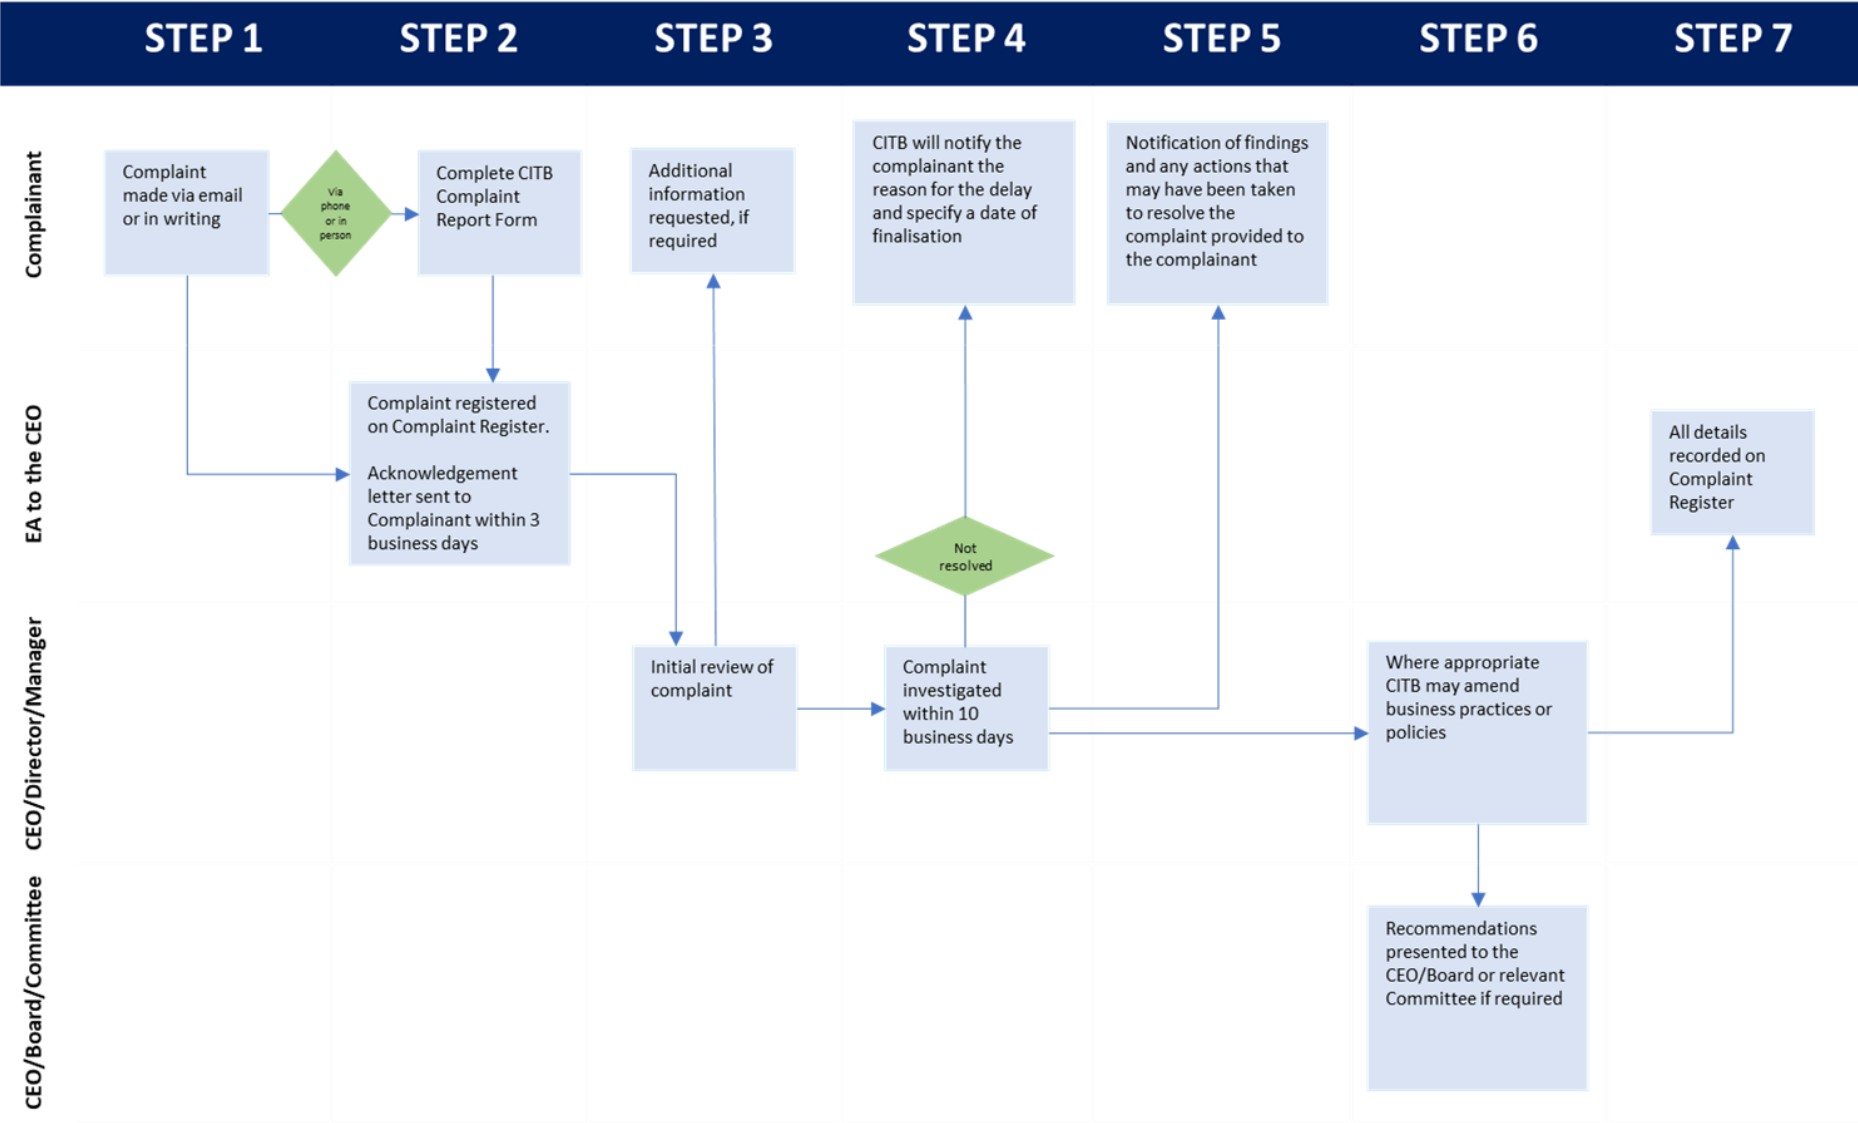 STEP 1
STEP 2
STEP 3
STEP 4
STEP 5
STEP 6
STEP 7
Complainant
Complaint
made via email
or in writing
Via
phone
or in
person
Complete CITB
Complaint
Report Form
Additional
information
requested, if
required
CITB will notify the
complainant the
reason for the delay
and specify a date of
finalisation
Notification of findings
and any actions that
may have been taken
to resolve the
complaint provided to
the complainant
EA to the CEO
Complaint registered
on Complaint Register.
Acknowledgement
letter sent to
Complainant within 3
business days
Not
resolved
All details
recorded on
Complaint
Register
CEO/Director/Manager
Initial review of
complaint
Complaint
investigated
within 10
business days
Where appropriate
CITB may amend
business practices or
policies
CEO/Board/Committee
Recommendations
presented to the
CEO/Board or relevant
Committee if required